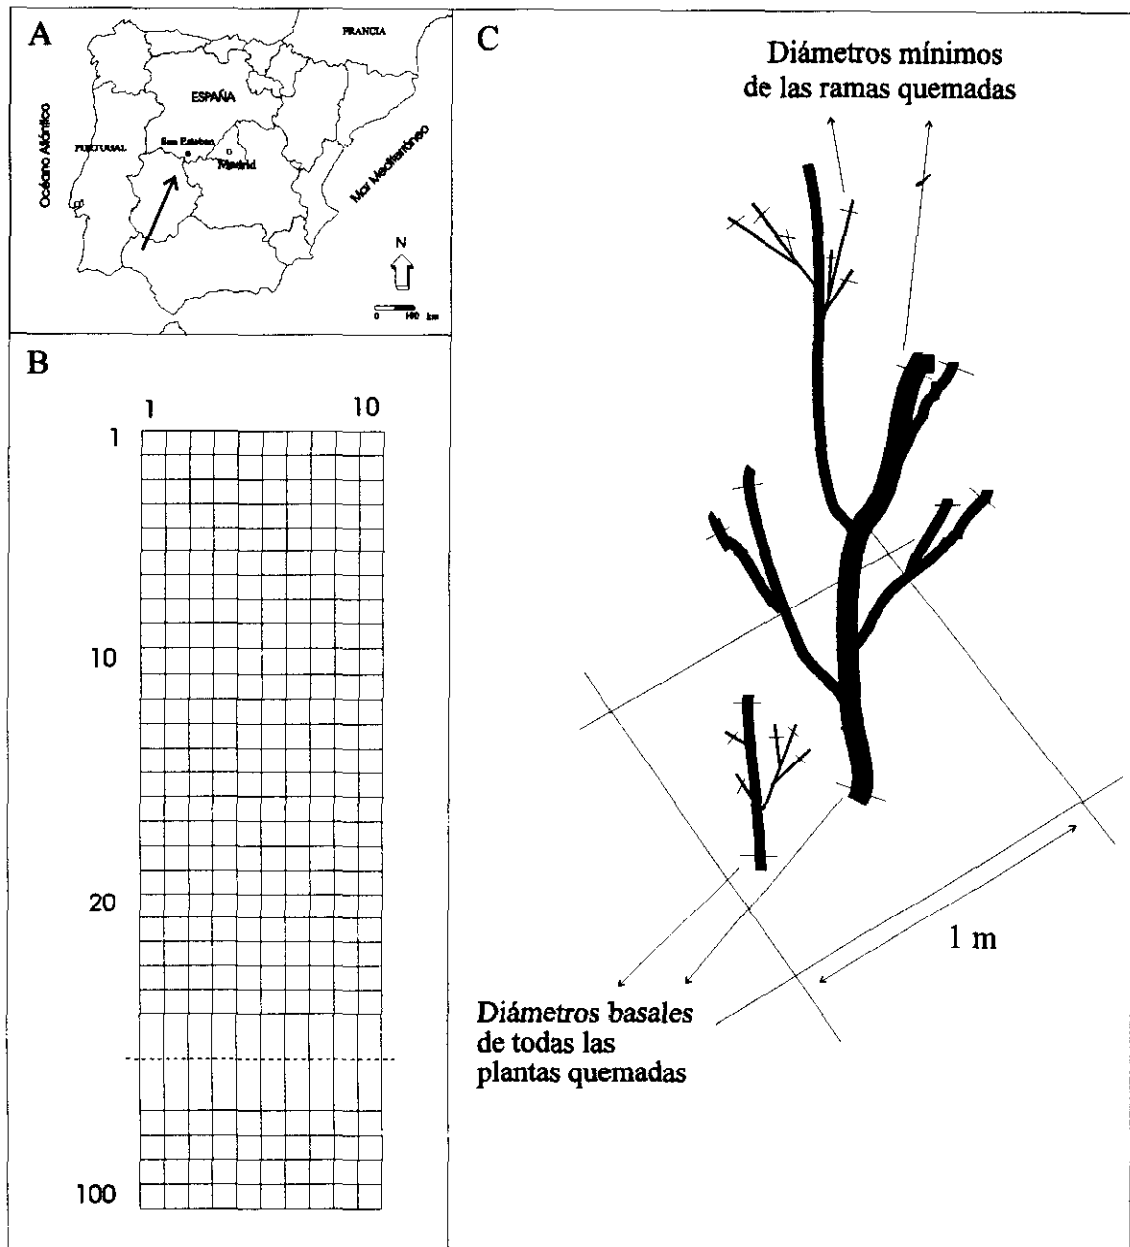 A
FRANCIA
ESPAÑA
Océano Atlántico
PORTUGAL
San Esteban
Madrid
Mar Mediterráneo
N
0 100 km
B
1 10
1
10
20
100
C
Diámetros mínimos
de las ramas quemadas
1 m
Diámetros basales
de todas las
plantas quemadas